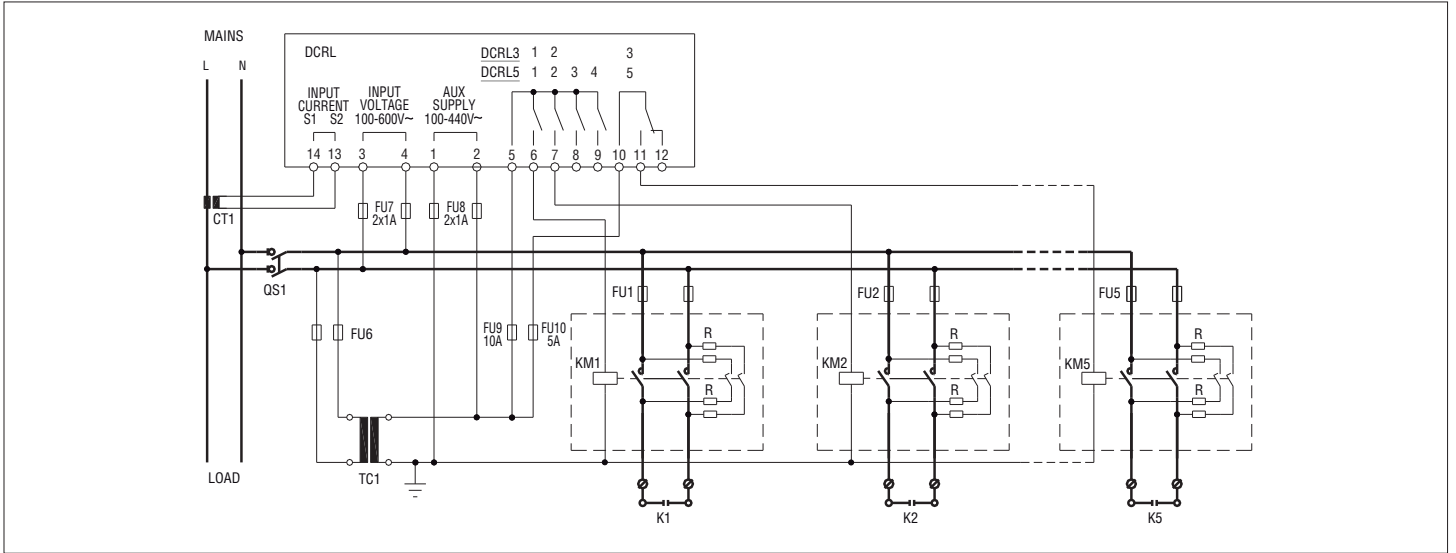 MAINS
L N
DCRL
DCRL3 1 2 3
DCRL5 1 2 3 4 5
INPUT CURRENT
S1 S2
INPUT VOLTAGE
100-600V~
AUX SUPPLY
100-440V~
14 13 3 4 1 2 5 6 7 8 9 10 11 12
CT1
FU7
2x1A
FU8
2x1A
QS1
FU1
FU2
FU5
FU6
FU9
10A
FU10
5A
KM1
R
R
KM2
R
R
KM5
R
R
LOAD
TC1
K1
K2
K5